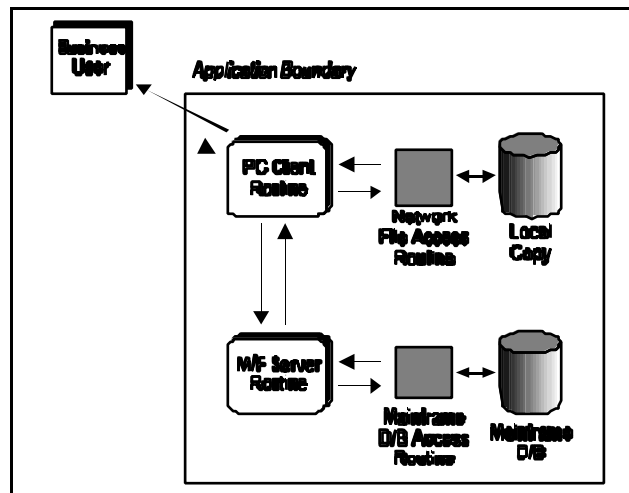 Business
User
Application Boundary
PC Client
Routine
Network
File Access
Routine
Local
Copy
M/F Server
Routine
Mainframe
D/B Access
Routine
Mainframe
D/B